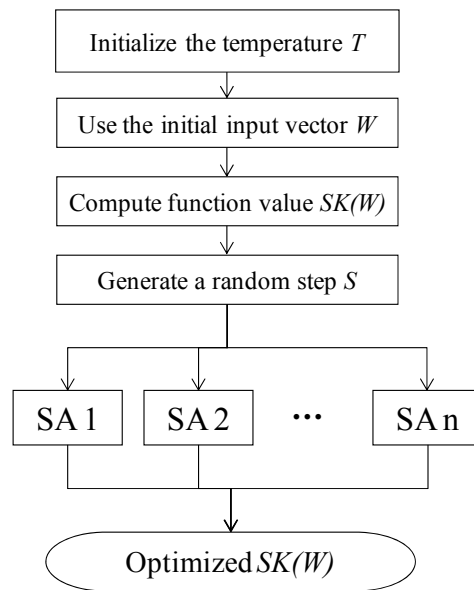 Initialize the temperature T
Use the initial input vector W
Compute function value SK(W)
Generate a random step S
SA 1
SA 2
...
SA n
Optimized SK(W)